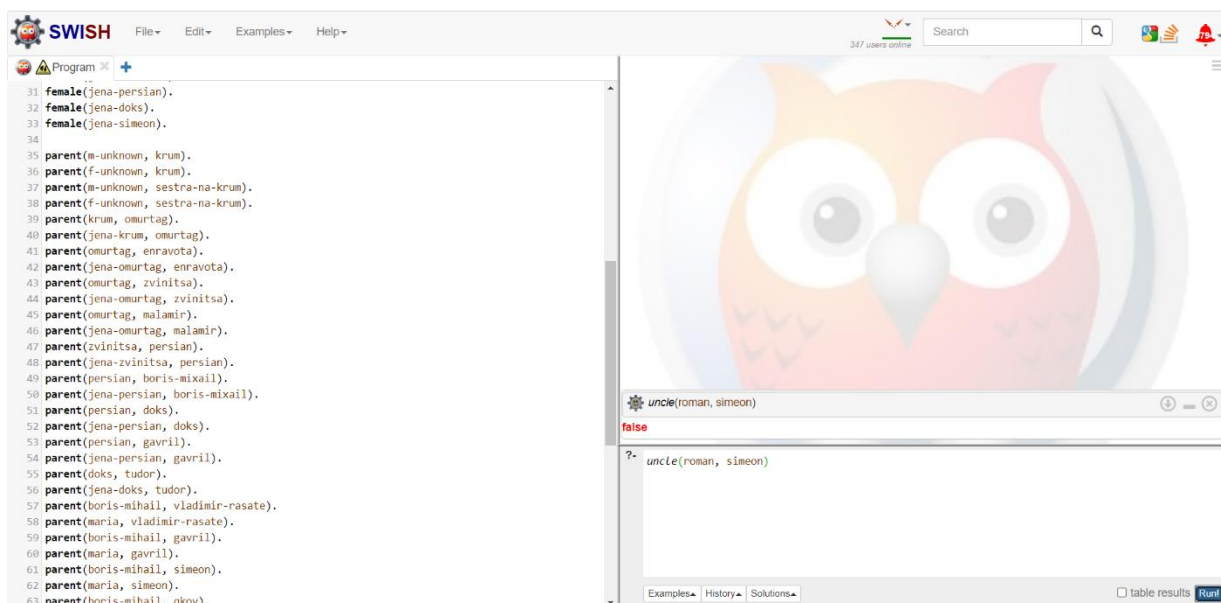 SWISH File Edit Examples Help 347 users online Search 79
Program
31 female(jena-persian).
32 female(jena-doks).
33 female(jena-simeon).
34
35 parent(m-unknown, krum).
36 parent(f-unknown, krum).
37 parent(m-unknown, sestra-na-krum).
38 parent(f-unknown, sestra-na-krum).
39 parent(krum, omurtag).
40 parent(jena-krum, omurtag).
41 parent(omurtag, enravota).
42 parent(jena-omurtag, enravota).
43 parent(omurtag, zvinitsa).
44 parent(jena-omurtag, zvinitsa).
45 parent(omurtag, malamir).
46 parent(jena-omurtag, malamir).
47 parent(zvinitsa, persian).
48 parent(jena-zvinitsa, persian).
49 parent(persian, boris-mixail).
50 parent(jena-persian, boris-mixail).
51 parent(persian, doks).
52 parent(jena-persian, doks).
53 parent(persian, gavril).
54 parent(jena-persian, gavril).
55 parent(doks, tudor).
56 parent(jena-doks, tudor).
57 parent(boris-mihail, vladimir-rasate).
58 parent(maria, vladimir-rasate).
59 parent(boris-mihail, gavril).
60 parent(maria, gavril).
61 parent(boris-mihail, simeon).
62 parent(maria, simeon).
63 parent(boris-mihail,
uncle(roman, simeon)
false
?- uncle(roman, simeon)
Examples History Solutions table results Run!